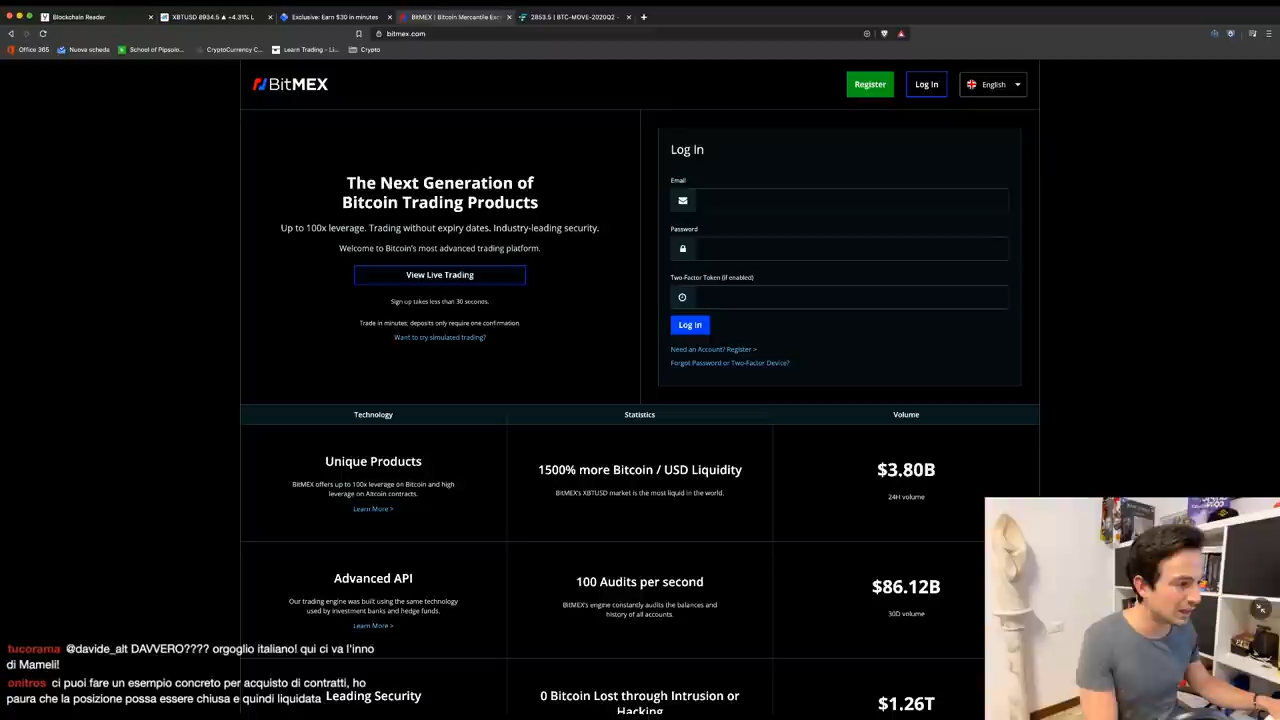 Blockchain Reader
XBTUSD 8934.5 ▲ +4.31% L
Exclusive: Earn $30 in minutes
BitMEX | Bitcoin Mercantile Exc
2853.5 | BTC-MOVE-2020Q2 -
bitmex.com
Office 365
Nuova scheda
School of Pipsolo...
CryptoCurrency C...
Learn Trading - Li...
Crypto
BitMEX
Register
Log In
English
The Next Generation of
Bitcoin Trading Products
Up to 100x leverage. Trading without expiry dates. Industry-leading security.
Welcome to Bitcoin's most advanced trading platform.
View Live Trading
Sign up takes less than 30 seconds.
Trade in minutes; deposits only require one confirmation.
Want to try simulated trading?
Log In
Email
Password
Two-Factor Token (if enabled)
Log In
Need an Account? Register >
Forgot Password or Two-Factor Device?
Technology
Statistics
Volume
Unique Products
BitMEX offers up to 100x leverage on Bitcoin and high
leverage on Altcoin contracts.
Learn More >
1500% more Bitcoin / USD Liquidity
BitMEX's XBTUSD market is the most liquid in the world.
$3.80B
24H volume
Advanced API
Our trading engine was built using the same technology
used by investment banks and hedge funds.
Learn More >
100 Audits per second
BitMEX's engine constantly audits the balances and
history of all accounts.
$86.12B
30D volume
Leading Security
0 Bitcoin Lost through Intrusion or
Hacking
$1.26T
tucorama @davide_alt DAVVERO???? orgoglio italiano! qui ci va l'inno
di Mameli!
onitros ci puoi fare un esempio concreto per acquisto di contratti, ho
paura che la posizione possa essere chiusa e quindi liquidata